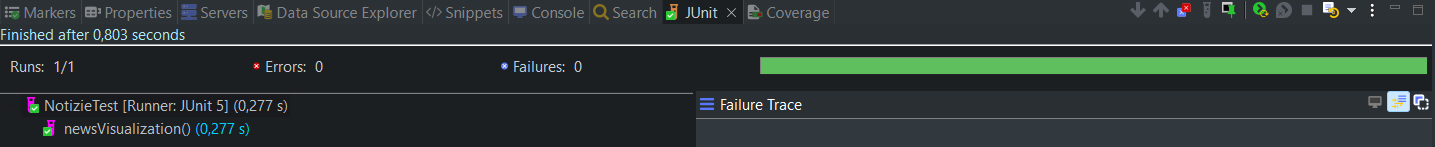 Markers Properties Servers Data Source Explorer Snippets Console Search JUnit Coverage
Finished after 0,803 seconds
Runs: 1/1 Errors: 0 Failures: 0
NotizieTest [Runner: JUnit 5] (0,277 s)
Failure Trace
newsVisualization() (0,277 s)